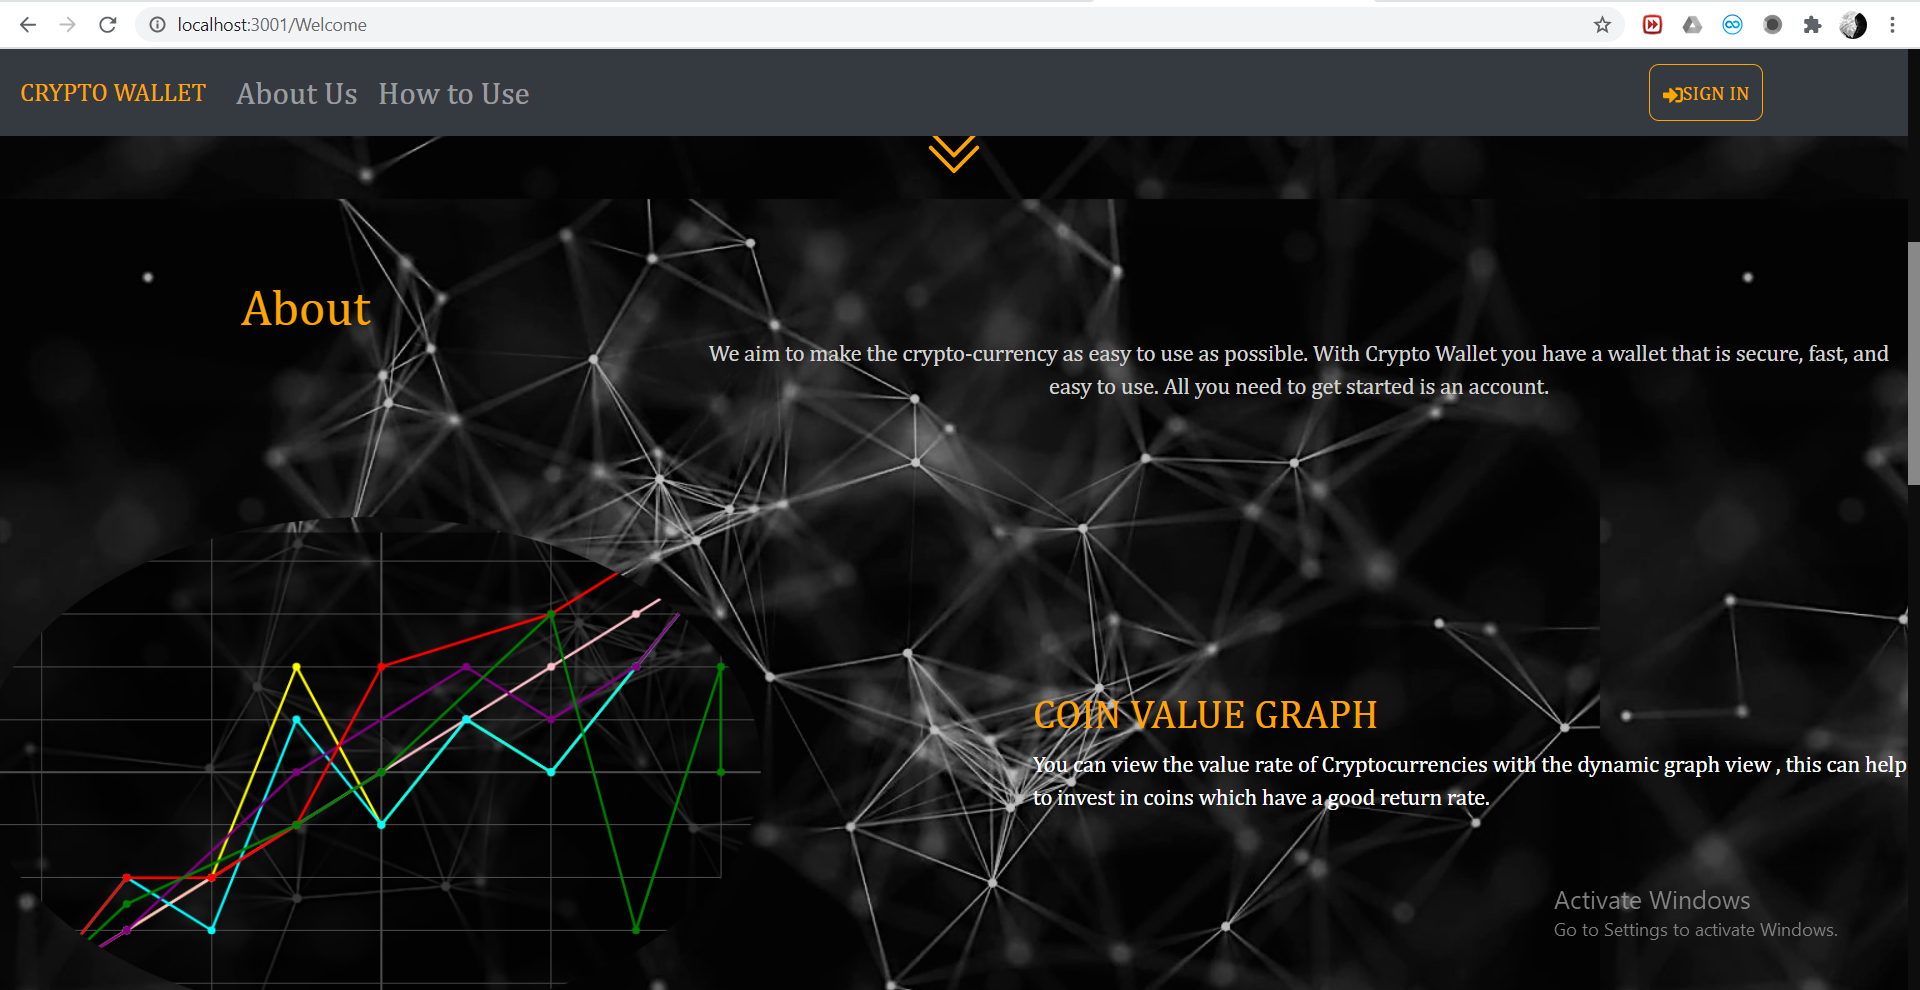 localhost:3001/Welcome
CRYPTO WALLET About Us How to Use SIGN IN
About
We aim to make the crypto-currency as easy to use as possible. With Crypto Wallet you have a wallet that is secure, fast, and
easy to use. All you need to get started is an account.
COIN VALUE GRAPH
You can view the value rate of Cryptocurrencies with the dynamic graph view , this can help
to invest in coins which have a good return rate.
Activate Windows
Go to Settings to activate Windows.